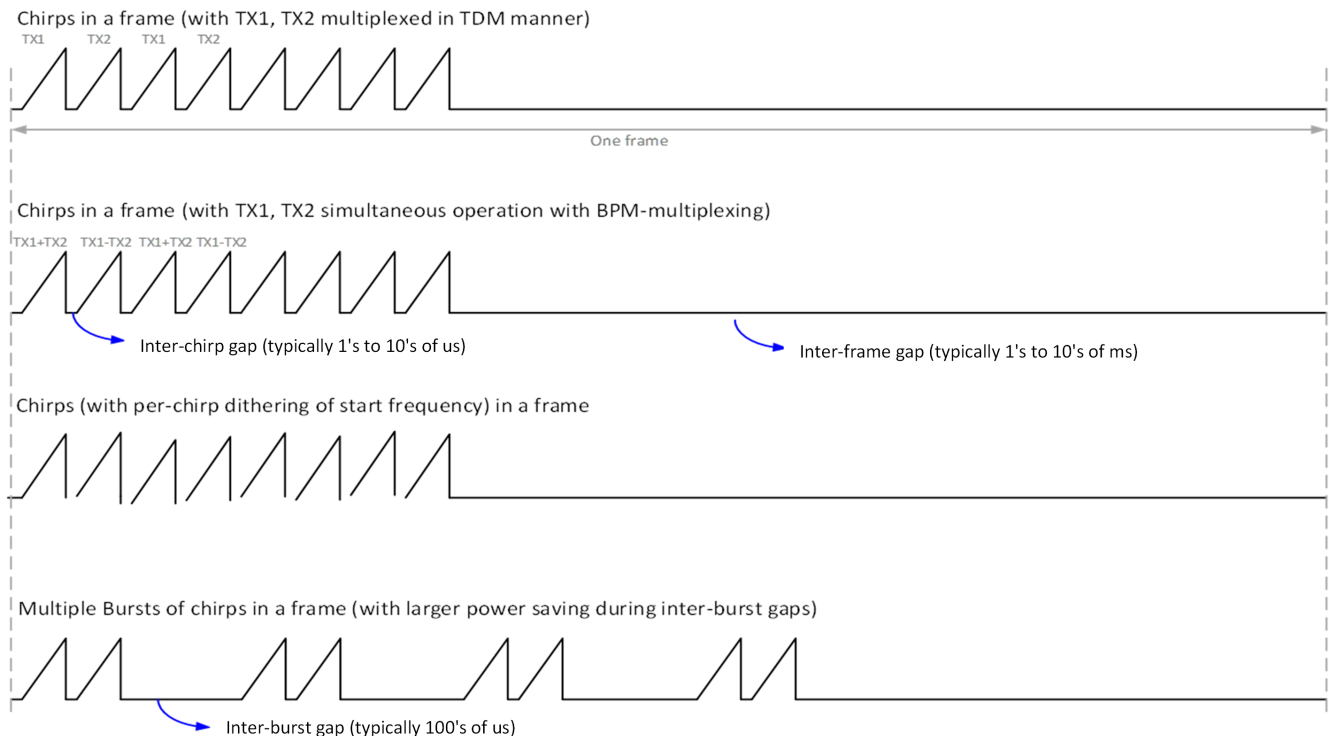 Chirps in a frame (with TX1, TX2 multiplexed in TDM manner)
TX1 TX2 TX1 TX2
One frame
Chirps in a frame (with TX1, TX2 simultaneous operation with BPM-multiplexing)
TX1+TX2 TX1-TX2 TX1+TX2 TX1-TX2
Inter-chirp gap (typically 1's to 10's of us)
Inter-frame gap (typically 1's to 10's of ms)
Chirps (with per-chirp dithering of start frequency) in a frame
Multiple Bursts of chirps in a frame (with larger power saving during inter-burst gaps)
Inter-burst gap (typically 100's of us)